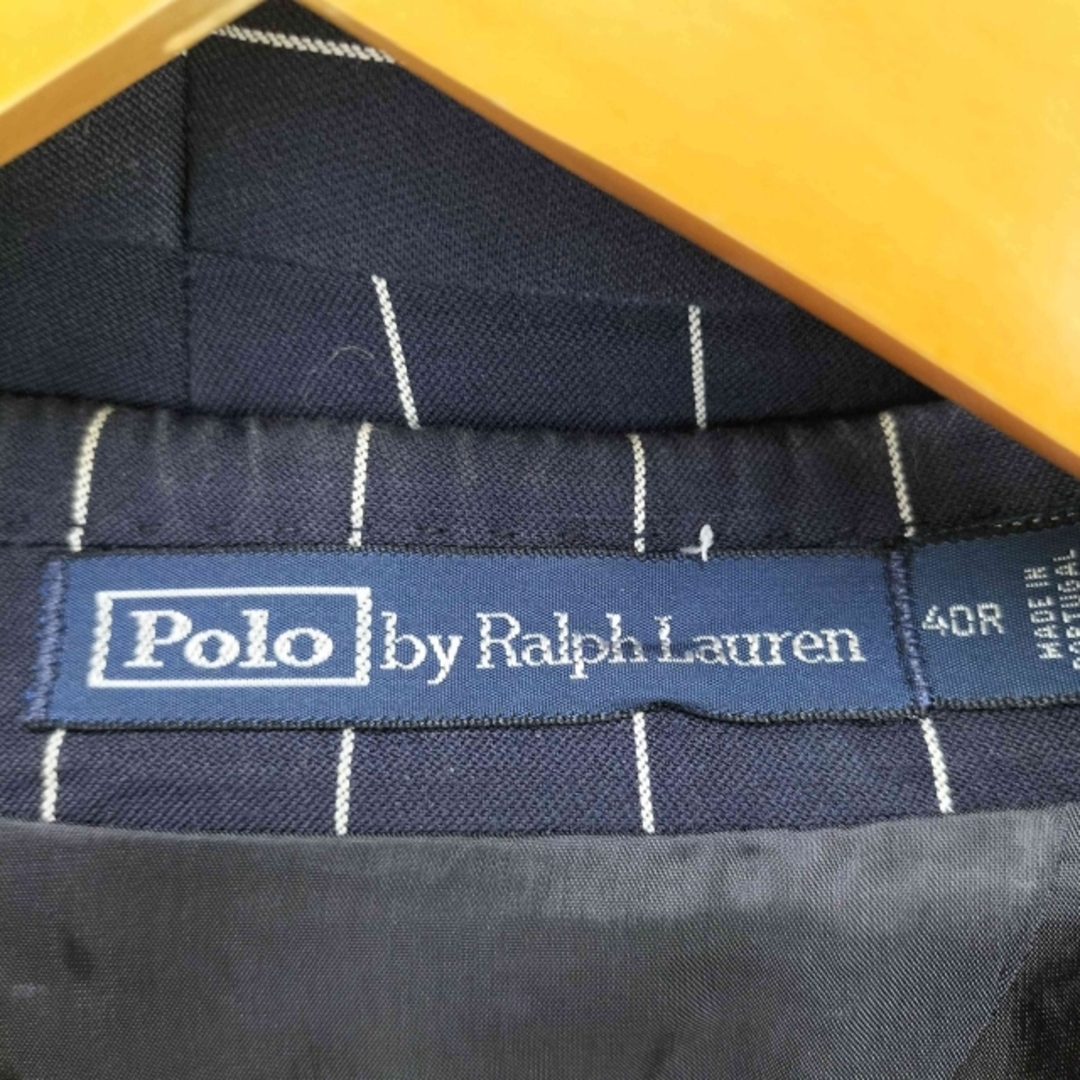 Polo by Ralph Lauren
40R
MADE IN
PORTUGAL